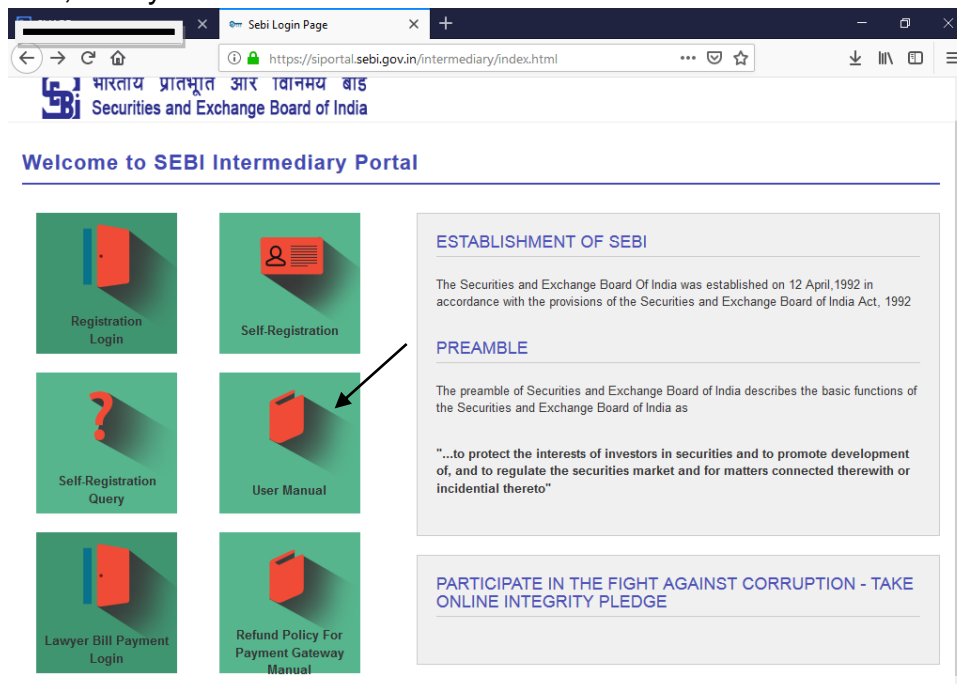 Sebi Login Page
https://siportal.sebi.gov.in/intermediary/index.html
Securities and Exchange Board of India
Welcome to SEBI Intermediary Portal
Registration
Login
Self-Registration
Self-Registration
Query
User Manual
Lawyer Bill Payment
Login
Refund Policy For
Payment Gateway
Manual
ESTABLISHMENT OF SEBI
The Securities and Exchange Board Of India was established on 12 April,1992 in
accordance with the provisions of the Securities and Exchange Board of India Act, 1992
PREAMBLE
The preamble of Securities and Exchange Board of India describes the basic functions of
the Securities and Exchange Board of India as
"...to protect the interests of investors in securities and to promote development
of, and to regulate the securities market and for matters connected therewith or
incidential thereto"
PARTICIPATE IN THE FIGHT AGAINST CORRUPTION - TAKE
ONLINE INTEGRITY PLEDGE